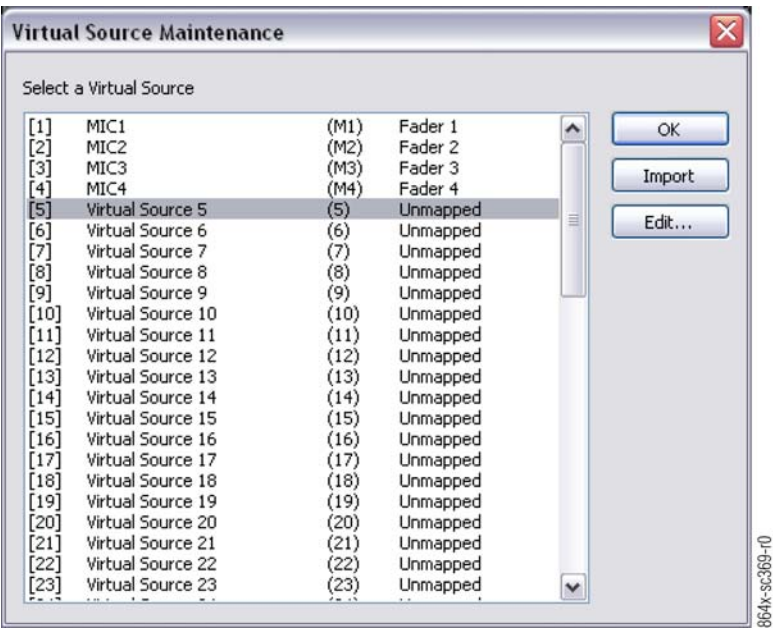 Virtual Source Maintenance
Select a Virtual Source
[1] MIC1 (M1) Fader 1
[2] MIC2 (M2) Fader 2
[3] MIC3 (M3) Fader 3
[4] MIC4 (M4) Fader 4
[5] Virtual Source 5 (5) Unmapped
[6] Virtual Source 6 (6) Unmapped
[7] Virtual Source 7 (7) Unmapped
[8] Virtual Source 8 (8) Unmapped
[9] Virtual Source 9 (9) Unmapped
[10] Virtual Source 10 (10) Unmapped
[11] Virtual Source 11 (11) Unmapped
[12] Virtual Source 12 (12) Unmapped
[13] Virtual Source 13 (13) Unmapped
[14] Virtual Source 14 (14) Unmapped
[15] Virtual Source 15 (15) Unmapped
[16] Virtual Source 16 (16) Unmapped
[17] Virtual Source 17 (17) Unmapped
[18] Virtual Source 18 (18) Unmapped
[19] Virtual Source 19 (19) Unmapped
[20] Virtual Source 20 (20) Unmapped
[21] Virtual Source 21 (21) Unmapped
[22] Virtual Source 22 (22) Unmapped
[23] Virtual Source 23 (23) Unmapped
OK
Import
Edit...
864x-sc369-r0